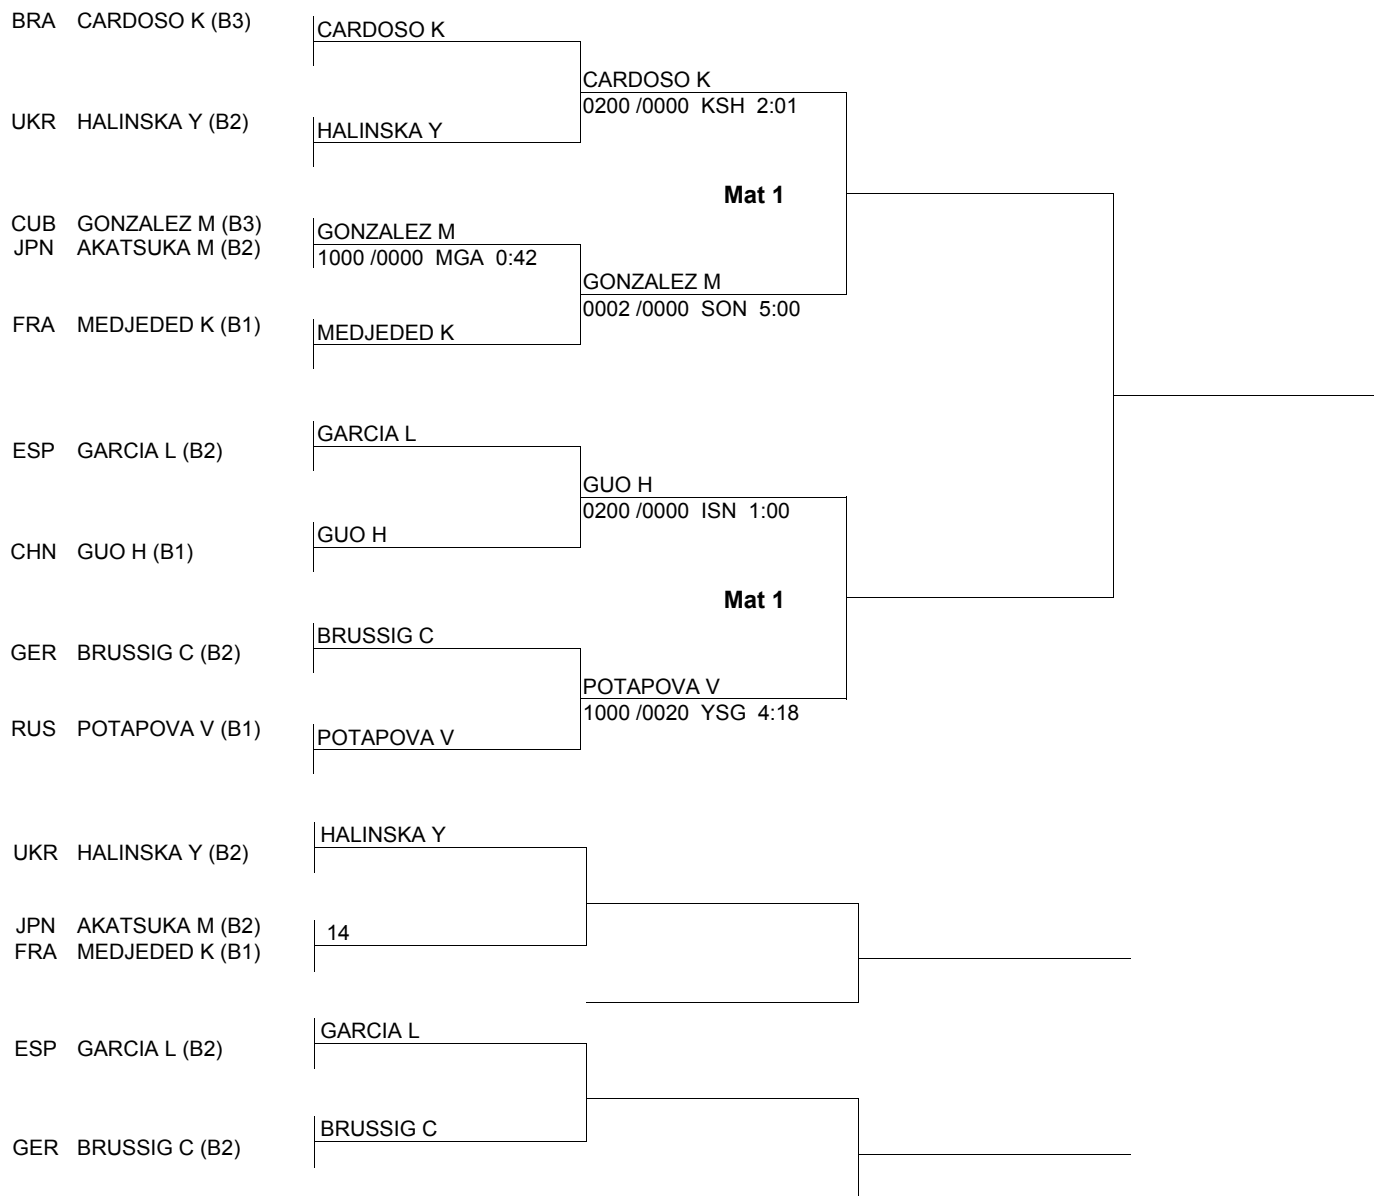 BRA CARDOSO K (B3)
CARDOSO K
CARDOSO K
0200 /0000 KSH 2:01
UKR HALINSKA Y (B2)
HALINSKA Y
Mat 1
CUB GONZALEZ M (B3)
JPN AKATSUKA M (B2)
GONZALEZ M
1000 /0000 MGA 0:42
GONZALEZ M
0002 /0000 SON 5:00
FRA MEDJEDED K (B1)
MEDJEDED K
ESP GARCIA L (B2)
GARCIA L
GUO H
0200 /0000 ISN 1:00
CHN GUO H (B1)
GUO H
Mat 1
GER BRUSSIG C (B2)
BRUSSIG C
POTAPOVA V
1000 /0020 YSG 4:18
RUS POTAPOVA V (B1)
POTAPOVA V
UKR HALINSKA Y (B2)
HALINSKA Y
JPN AKATSUKA M (B2)
FRA MEDJEDED K (B1)
14
ESP GARCIA L (B2)
GARCIA L
GER BRUSSIG C (B2)
BRUSSIG C